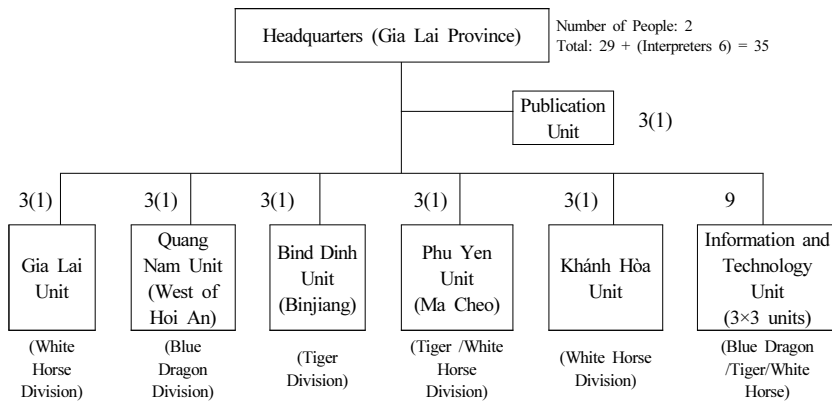 Headquarters (Gia Lai Province)
Number of People: 2
Total: 29 + (Interpreters 6) = 35
Publication
Unit
3(1)
3(1)
3(1)
3(1)
3(1)
3(1)
9
Gia Lai
Unit
Quang
Nam Unit
(West of
Hoi An)
Bind Dinh
Unit
(Binjiang)
Phu Yen
Unit
(Ma Cheo)
Khánh Hòa
Unit
Information and
Technology
Unit
(3×3 units)
(White
Horse
Division)
(Blue
Dragon
Division)
(Tiger
Division)
(Tiger /White
Horse
Division)
(White Horse
Division)
(Blue Dragon
/Tiger/White
Horse)